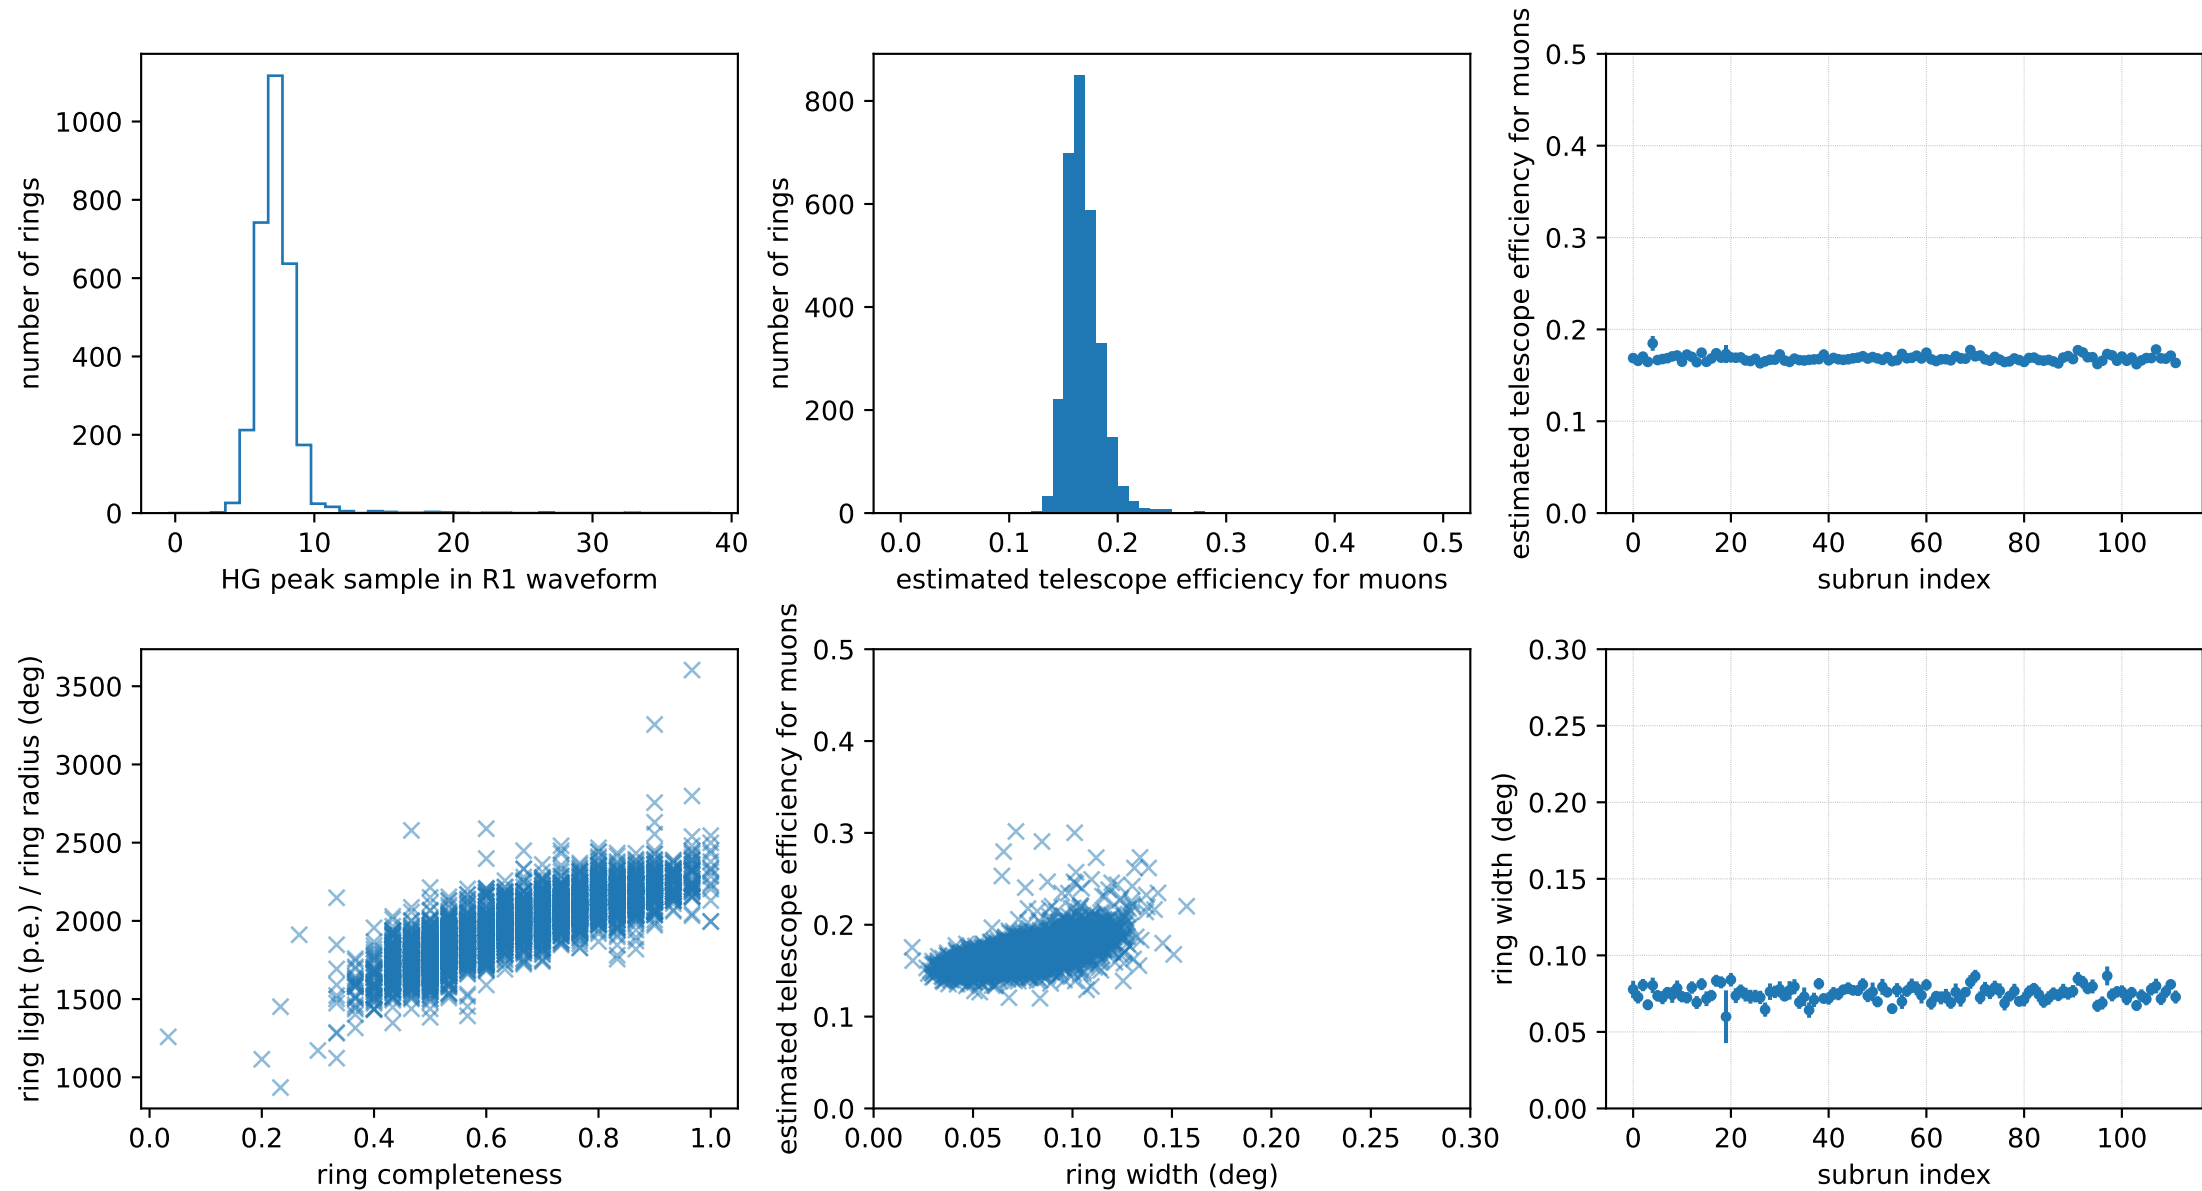 number of rings
1000
800
600
400
200
0
0 10 20 30 40
HG peak sample in R1 waveform
number of rings
800
600
400
200
0
0.0 0.1 0.2 0.3 0.4 0.5
estimated telescope efficiency for muons
estimated telescope efficiency for muons
0.5
0.4
0.3
0.2
0.1
0.0
0 20 40 60 80 100
subrun index
ring light (p.e.) / ring radius (deg)
3500
3000
2500
2000
1500
1000
0.0 0.2 0.4 0.6 0.8 1.0
ring completeness
estimated telescope efficiency for muons
0.5
0.4
0.3
0.2
0.1
0.0
0.00 0.05 0.10 0.15 0.20 0.25 0.30
ring width (deg)
ring width (deg)
0.30
0.25
0.20
0.15
0.10
0.05
0.00
0 20 40 60 80 100
subrun index